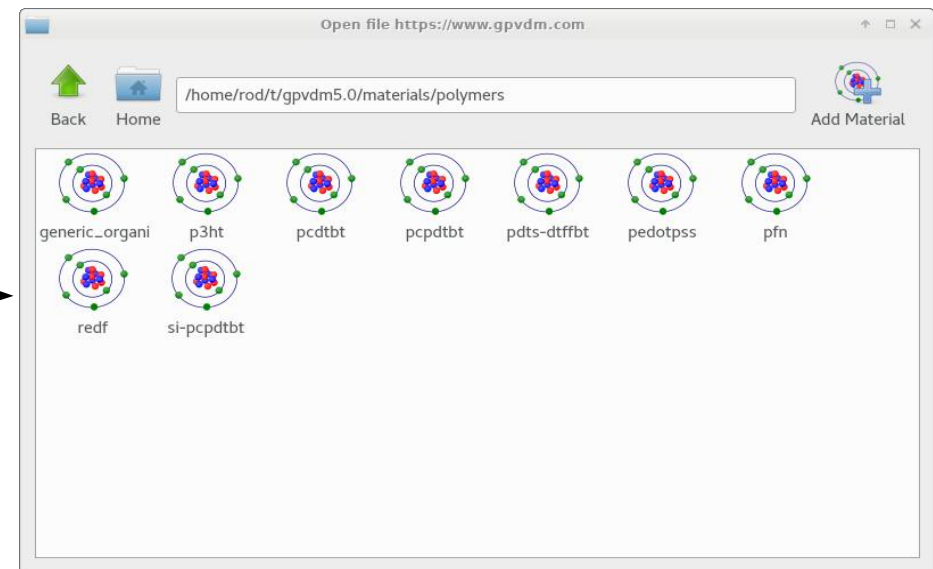 Open file https://www.gpvdm.com
/home/rod/t/gpvdm5.0/materials/polymers
Back Home Add Material
generic_organi p3ht pcdtbt pcpdtbt pdts-dtffbt pedotpss pfn
redf si-pcpdtbt